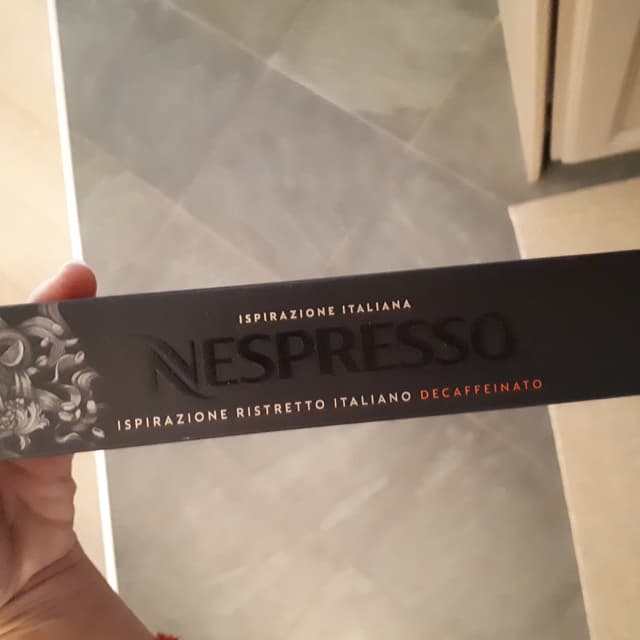 ISPIRAZIONE ITALIANA
NESPRESSO
ISPIRAZIONE RISTRETTO ITALIANO DECAFFEINATO